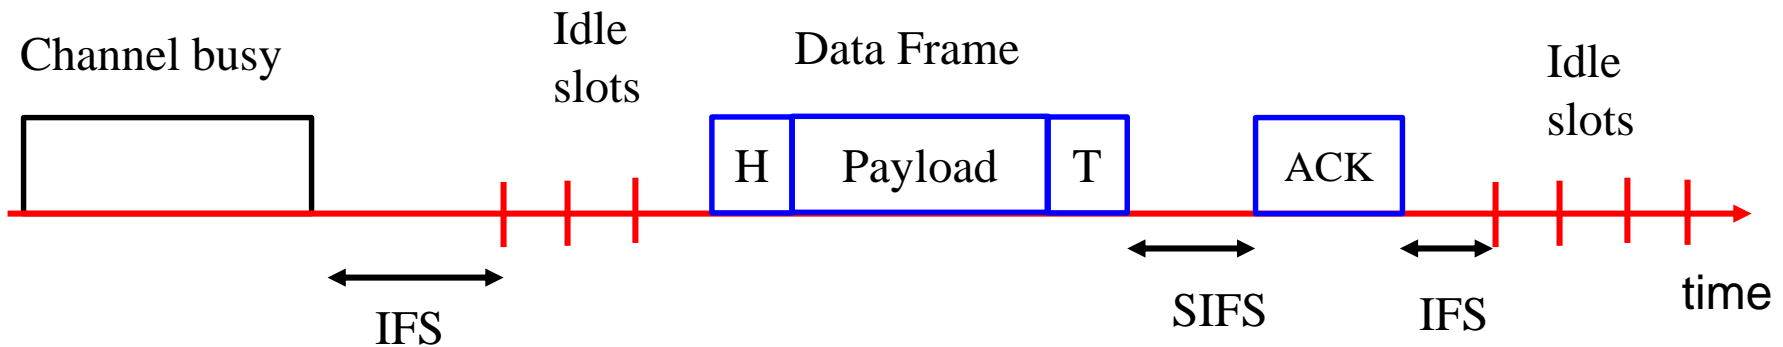 Channel busy
Idle
slots
Data Frame
Idle
slots
H
Payload
T
ACK
IFS
SIFS
IFS
time